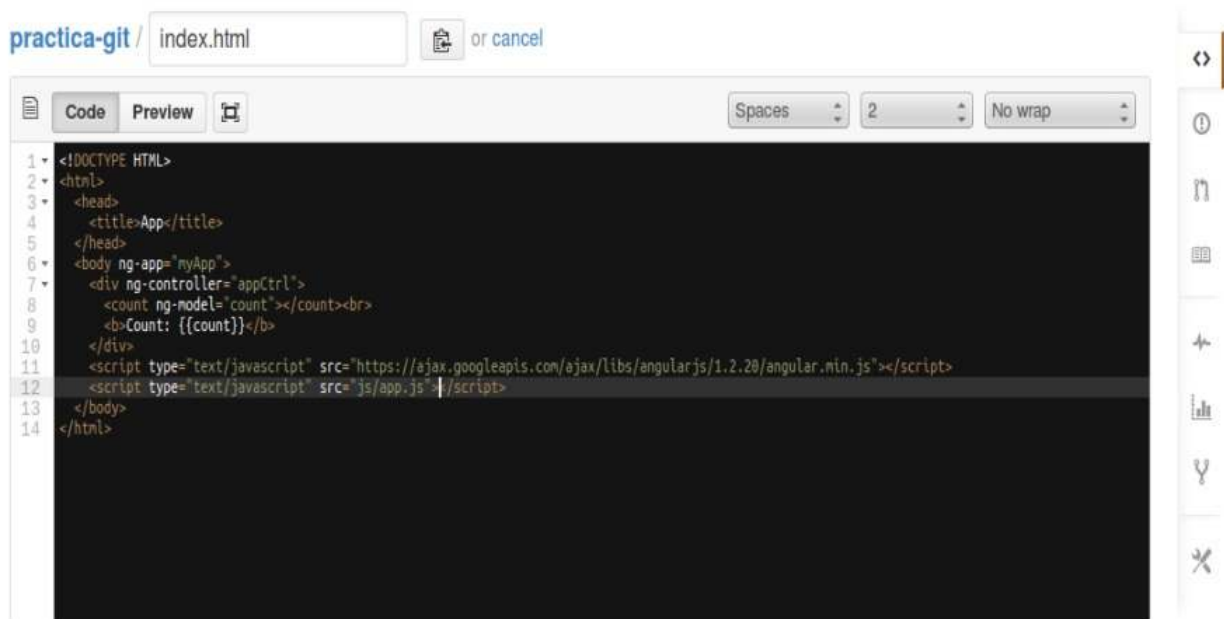 practica-git / index.html or cancel
Code Preview Spaces 2 No wrap
1 <!DOCTYPE HTML>
2 <html>
3 <head>
4 <title>App</title>
5 </head>
6 <body ng-app="myApp">
7 <div ng-controller="appCtrl">
8 <count ng-model="count"></count><br>
9 <b>Count: {{count}}</b>
10 </div>
11 <script type="text/javascript" src="https://ajax.googleapis.com/ajax/libs/angularjs/1.2.20/angular.min.js"></script>
12 <script type="text/javascript" src="js/app.js"></script>
13 </body>
14 </html>